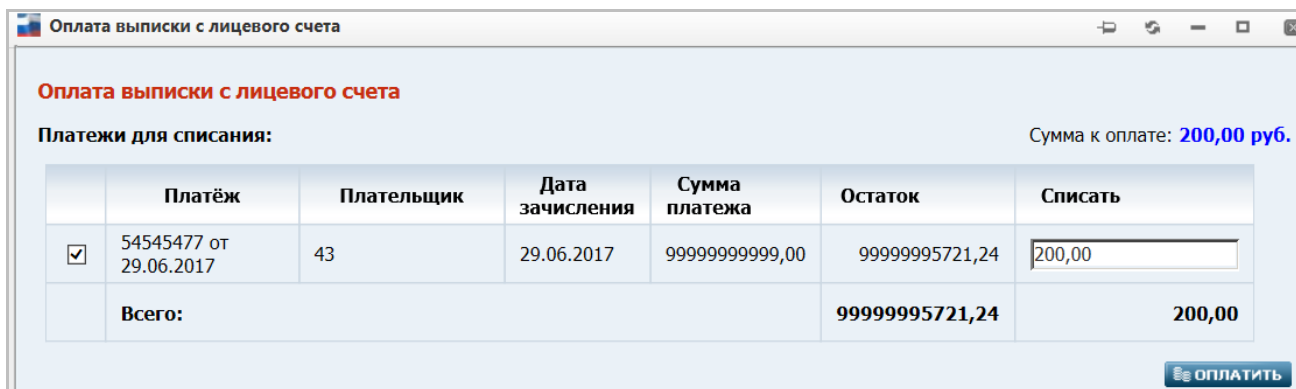 Оплата выписки с лицевого счета
Оплата выписки с лицевого счета
Платежи для списания: Сумма к оплате: 200,00 руб.
Платёж Плательщик Дата зачисления Сумма платежа Остаток Списать
54545477 от 29.06.2017 43 29.06.2017 99999999999,00 99999995721,24 200,00
Всего: 99999995721,24 200,00
ОПЛАТИТЬ